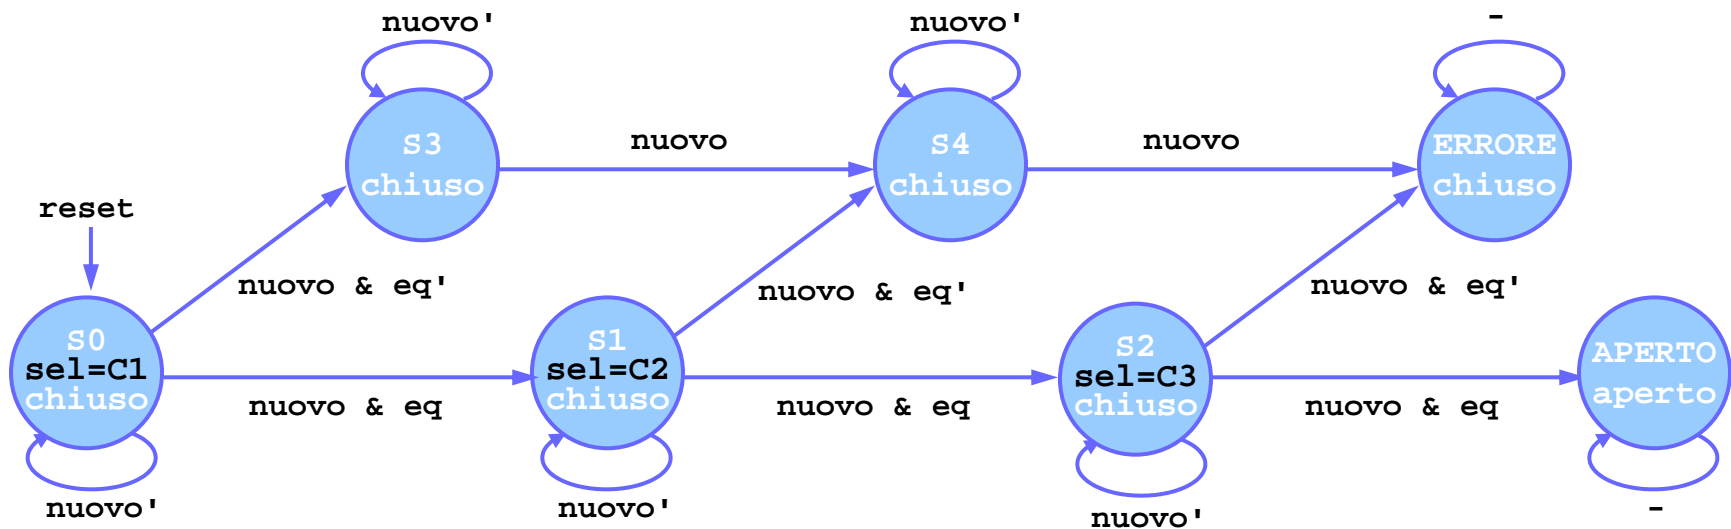 nuovo'
nuovo'
-
S3
chiuso
nuovo
S4
chiuso
nuovo
ERRORE
chiuso
reset
nuovo & eq'
nuovo & eq'
nuovo & eq'
S0
sel=C1
chiuso
nuovo & eq
S1
sel=C2
chiuso
nuovo & eq
S2
sel=C3
chiuso
nuovo & eq
APERTO
aperto
nuovo'
nuovo'
nuovo'
-